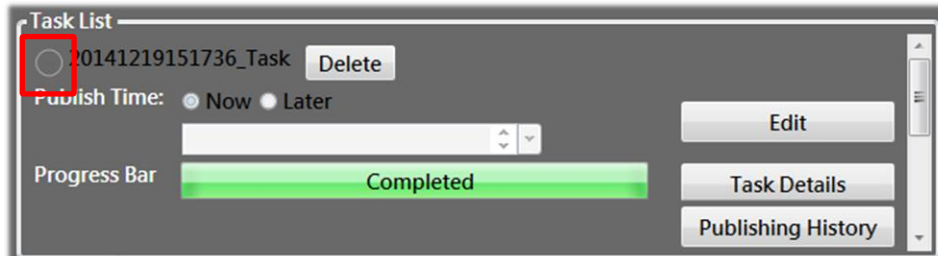 Task List
20141219151736_Task Delete
Publish Time: Now Later
Edit
Progress Bar Completed Task Details
Publishing History